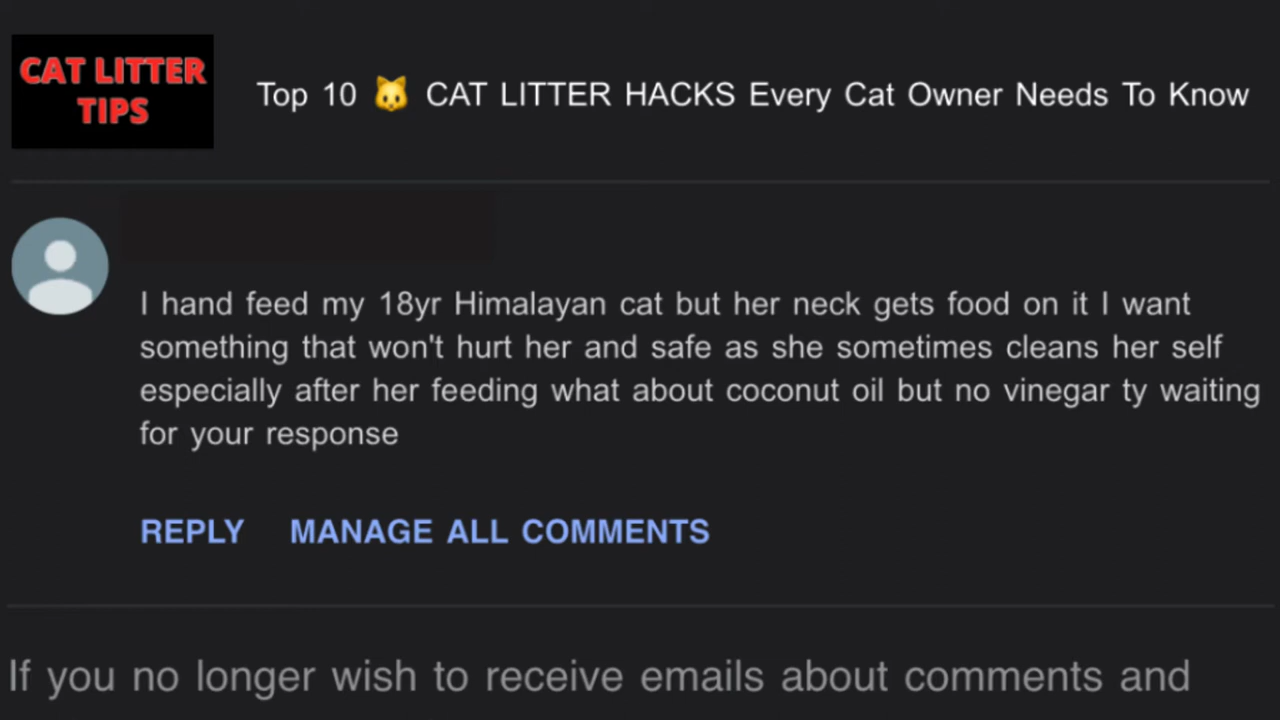 CAT LITTER
TIPS
Top 10 🐱 CAT LITTER HACKS Every Cat Owner Needs To Know
I hand feed my 18yr Himalayan cat but her neck gets food on it I want
something that won't hurt her and safe as she sometimes cleans her self
especially after her feeding what about coconut oil but no vinegar ty waiting
for your response
REPLY MANAGE ALL COMMENTS
If you no longer wish to receive emails about comments and